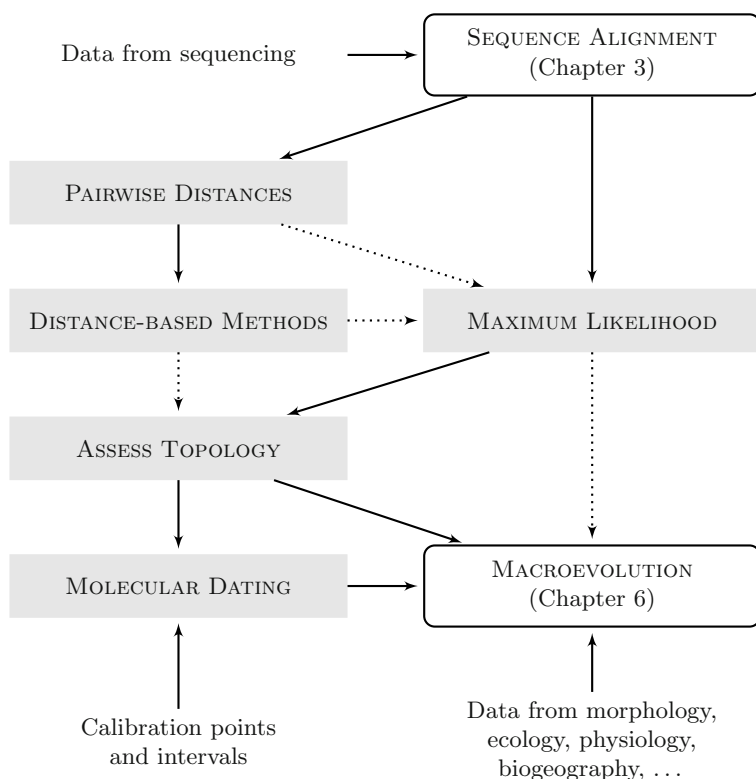 Data from sequencing
SEQUENCE ALIGNMENT
(Chapter 3)
PAIRWISE DISTANCES
DISTANCE-BASED METHODS
MAXIMUM LIKELIHOOD
ASSESS TOPOLOGY
MOLECULAR DATING
MACROEVOLUTION
(Chapter 6)
Calibration points
and intervals
Data from morphology,
ecology, physiology,
biogeography, ...